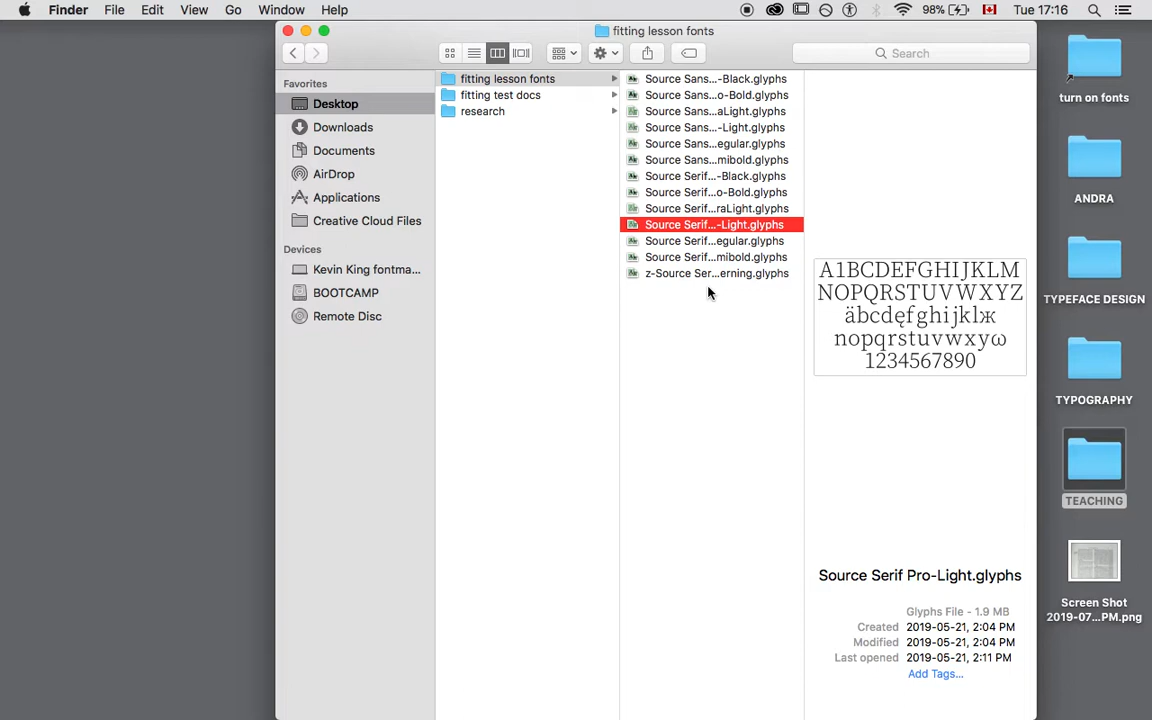 Finder File Edit View Go Window Help
98% Tue 17:16
fitting lesson fonts
Search
Favorites
Desktop
Downloads
Documents
AirDrop
Applications
Creative Cloud Files
Devices
Kevin King fontma...
BOOTCAMP
Remote Disc
fitting lesson fonts
fitting test docs
research
Source Sans...-Black.glyphs
Source Sans...o-Bold.glyphs
Source Sans...aLight.glyphs
Source Sans...-Light.glyphs
Source Sans...egular.glyphs
Source Sans...mibold.glyphs
Source Serif...-Black.glyphs
Source Serif...o-Bold.glyphs
Source Serif...raLight.glyphs
Source Serif...-Light.glyphs
Source Serif...egular.glyphs
Source Serif...mibold.glyphs
z-Source Ser...erning.glyphs
A1BCDEFGHIJKLM
NOPQRSTUVWXYZ
äbcdęfghijklж
nopqrstuvwxyω
1234567890
Source Serif Pro-Light.glyphs
Glyphs File - 1.9 MB
Created 2019-05-21, 2:04 PM
Modified 2019-05-21, 2:04 PM
Last opened 2019-05-21, 2:11 PM
Add Tags...
turn on fonts
ANDRA
TYPEFACE DESIGN
TYPOGRAPHY
TEACHING
Screen Shot
2019-07...PM.png